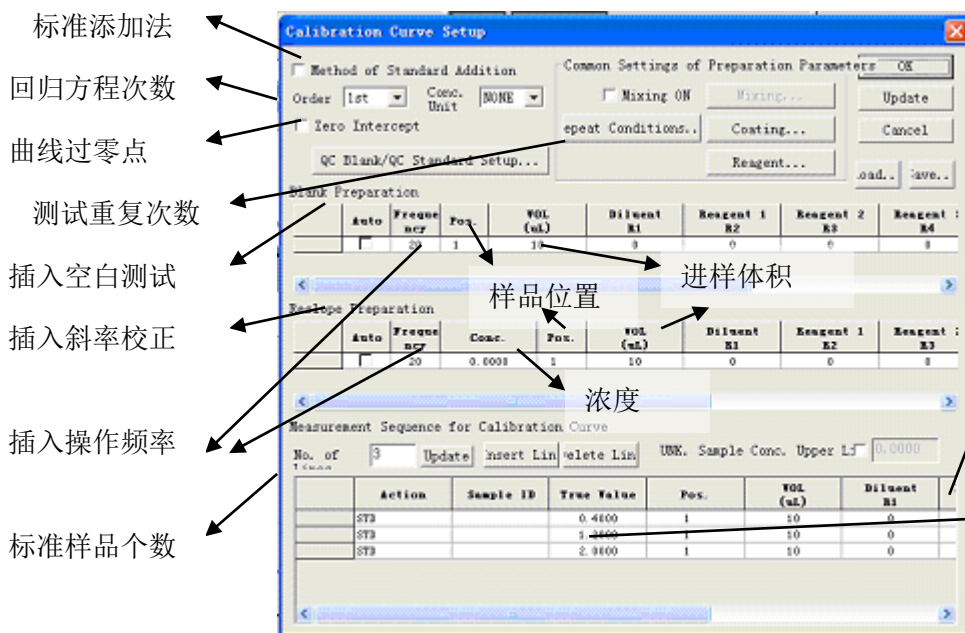 标准添加法
回归方程次数
曲线过零点
测试重复次数
插入空白测试
插入斜率校正
插入操作频率
标准样品个数
Calibration Curve Setup
Method of Standard Addition
Common Settings of Preparation Parameters
OK
Order 1st Conc. Unit NONE
Mixing ON Mixing...
Update
Zero Intercept
epeat Conditions.. Coating...
Cancel
QC Blank/QC Standard Setup...
Reagent...
oad.. ave..
Blank Preparation
Auto Freque ncy Pos. VOL (uL) Diluent R1 Reagent 1 R2 Reagent 2 R3 Reagent R4
20 1 10 0 0 0 0
样品位置
进样体积
Reslope Preparation
Auto Freque ncy Conc. Pos. VOL (uL) Diluent R1 Reagent 1 R2 Reagent R3
20 0.0000 1 10 0 0 0
浓度
Measurement Sequence for Calibration Curve
No. of 3 Update nsert Lin elete Lin UNK. Sample Conc. Upper Li 0.0000
Action Sample ID True Value Pos. VOL (uL) Diluent R1
STD 0.4000 1 10 0
STD 1 10 0
STD 2.0000 1 10 0